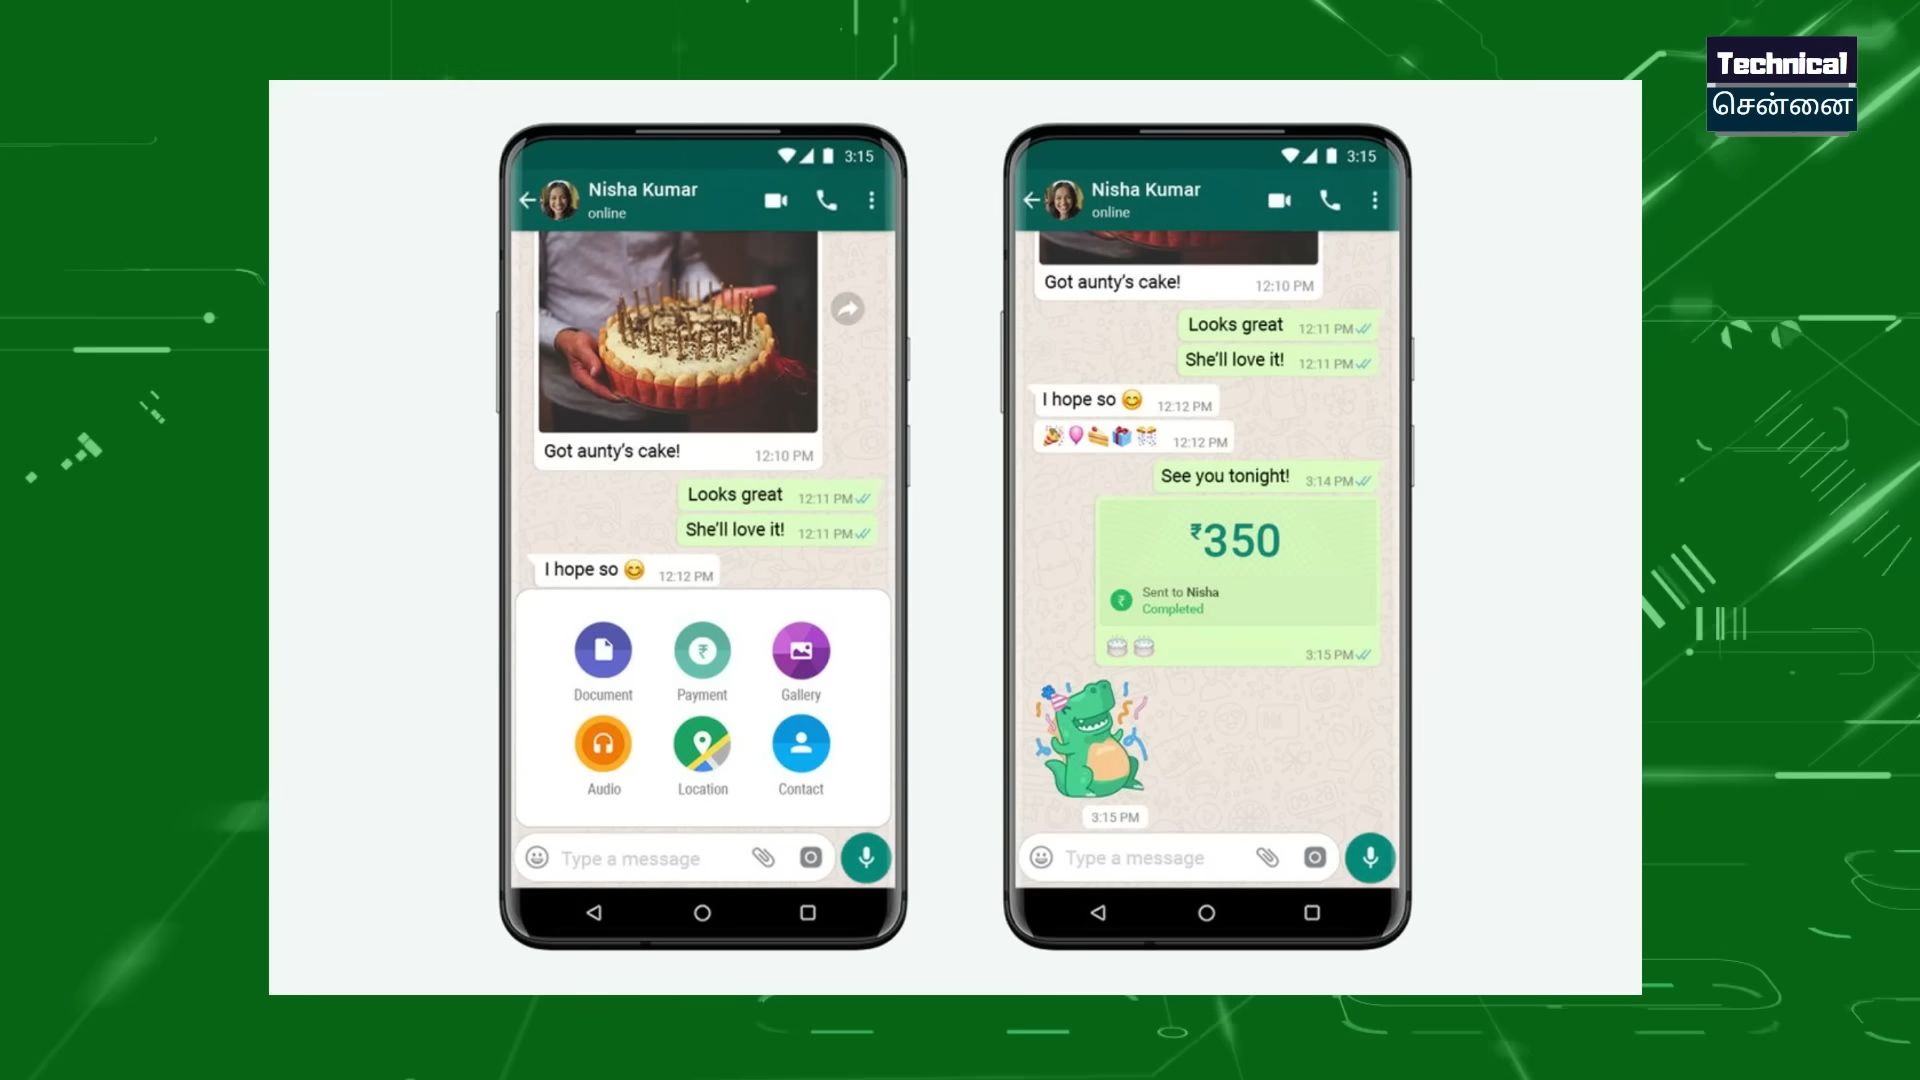 Technical
சென்னை
3:15
Nisha Kumar
online
Got aunty's cake!
12:10 PM
Looks great 12:11 PM
She'll love it! 12:11 PM
I hope so 😊 12:12 PM
Document Payment Gallery
Audio Location Contact
Type a message
3:15
Nisha Kumar
online
Got aunty's cake! 12:10 PM
Looks great 12:11 PM
She'll love it! 12:11 PM
I hope so 😊 12:12 PM
12:12 PM
See you tonight! 3:14 PM
₹350
Sent to Nisha
Completed
3:15 PM
3:15 PM
Type a message